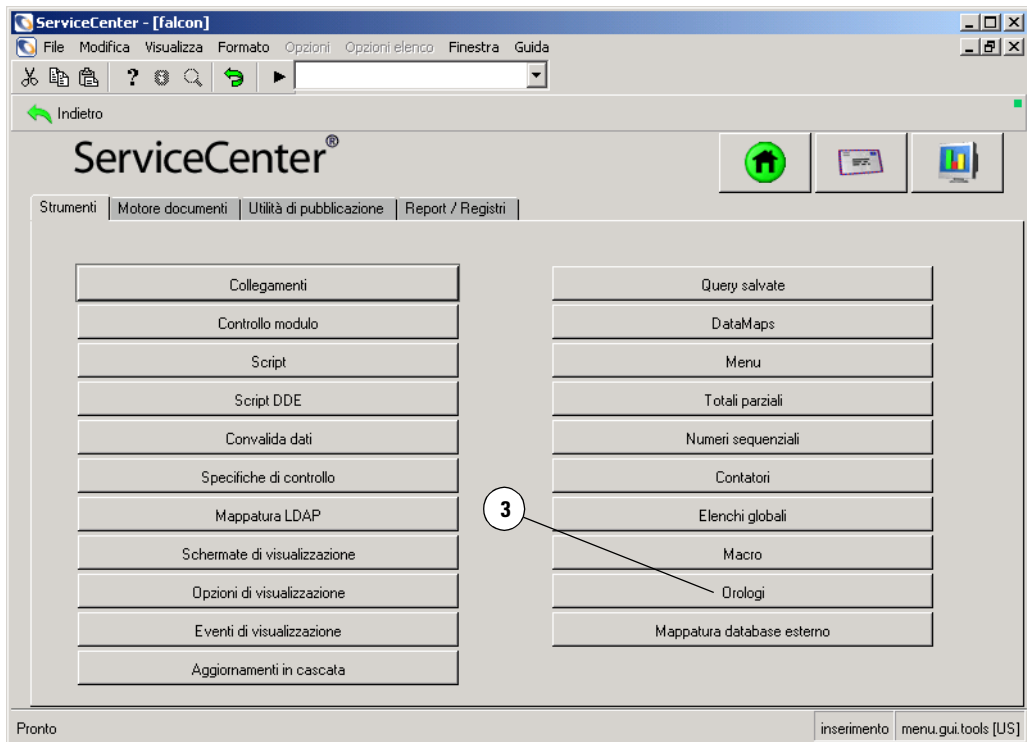 ServiceCenter - [falcon]
File Modifica Visualizza Formato Opzioni Opzioni elenco Finestra Guida
Indietro
ServiceCenter®
Strumenti Motore documenti Utilità di pubblicazione Report / Registri
Collegamenti Query salvate
Controllo modulo DataMaps
Script Menu
Script DDE Totali parziali
Convalida dati Numeri sequenziali
Specifiche di controllo Contatori
Mappatura LDAP 3 Elenchi globali
Schermate di visualizzazione Macro
Opzioni di visualizzazione Orologi
Eventi di visualizzazione Mappatura database esterno
Aggiornamenti in cascata
Pronto inserimento menu.gui.tools [US]